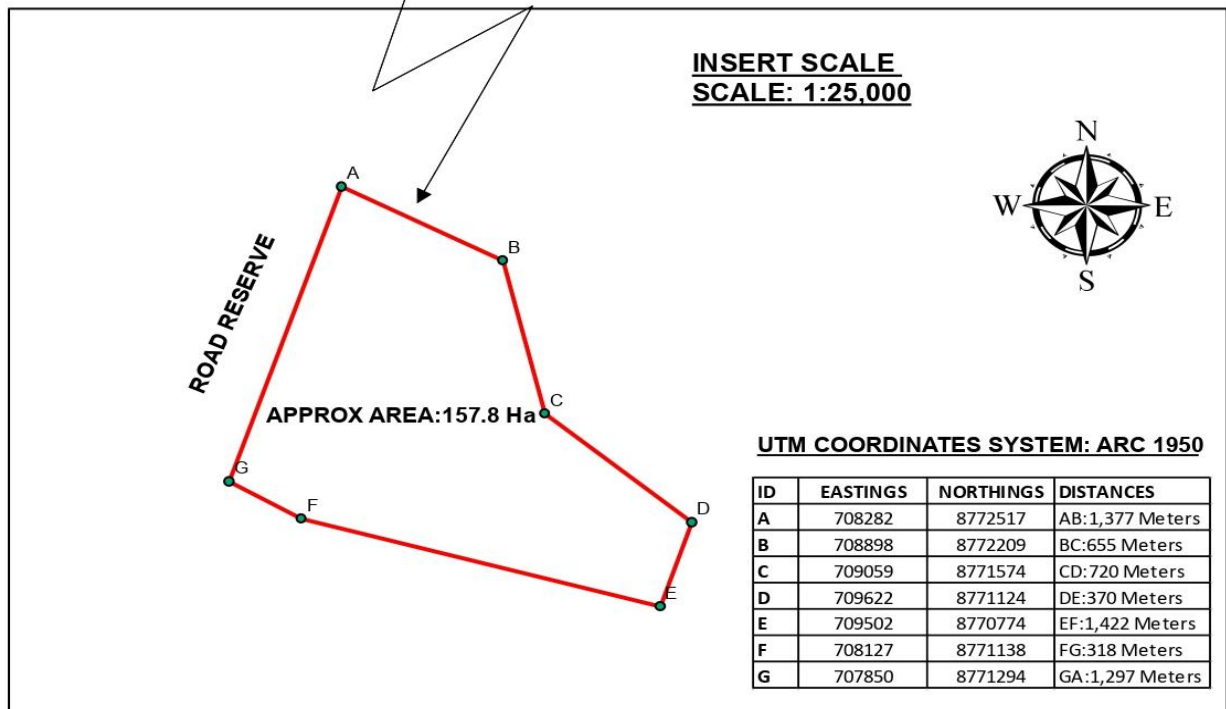 INSERT SCALE
SCALE: 1:25,000
N
W E
S
A
B
ROAD RESERVE
C
APPROX AREA:157.8 Ha
G
F
D
E
UTM COORDINATES SYSTEM: ARC 1950
ID EASTINGS NORTHINGS DISTANCES
A 708282 8772517 AB:1,377 Meters
B 708898 8772209 BC:655 Meters
C 709059 8771574 CD:720 Meters
D 709622 8771124 DE:370 Meters
E 709502 8770774 EF:1,422 Meters
F 708127 8771138 FG:318 Meters
G 707850 8771294 GA:1,297 Meters